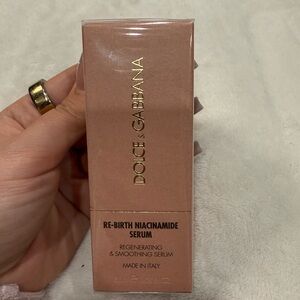 DOLCE & GABBANA
RE-BIRTH NIACINAMIDE
SERUM
REGENERATING
& SMOOTHING SERUM
MADE IN ITALY